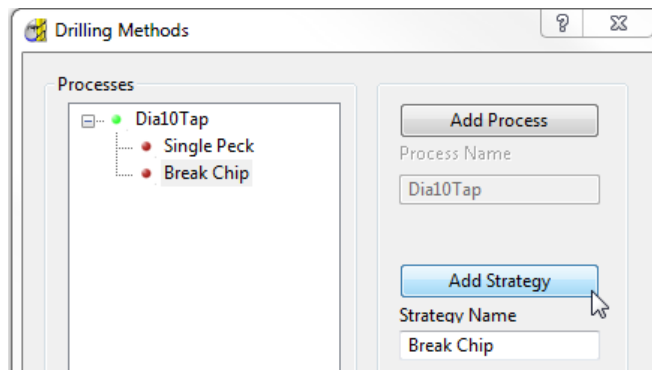 Drilling Methods
Processes
Dia10Tap
Single Peck
Break Chip
Add Process
Process Name
Dia10Tap
Add Strategy
Strategy Name
Break Chip